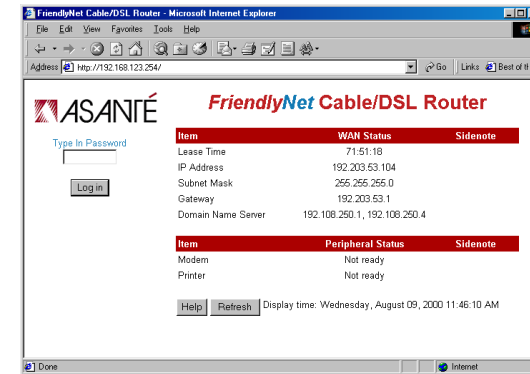 FriendlyNet Cable/DSL Router - Microsoft Internet Explorer
File Edit View Favorites Tools Help
Address http://192.168.123.254/ Go Links Best of th
ASANTÉ
FriendlyNet Cable/DSL Router
Type In Password
Log in
Item WAN Status Sidenote
Lease Time 71:51:18
IP Address 192.203.53.104
Subnet Mask 255.255.255.0
Gateway 192.203.53.1
Domain Name Server 192.108.250.1, 192.108.250.4
Item Peripheral Status Sidenote
Modem Not ready
Printer Not ready
Help Refresh Display time: Wednesday, August 09, 2000 11:46:10 AM
Done Internet